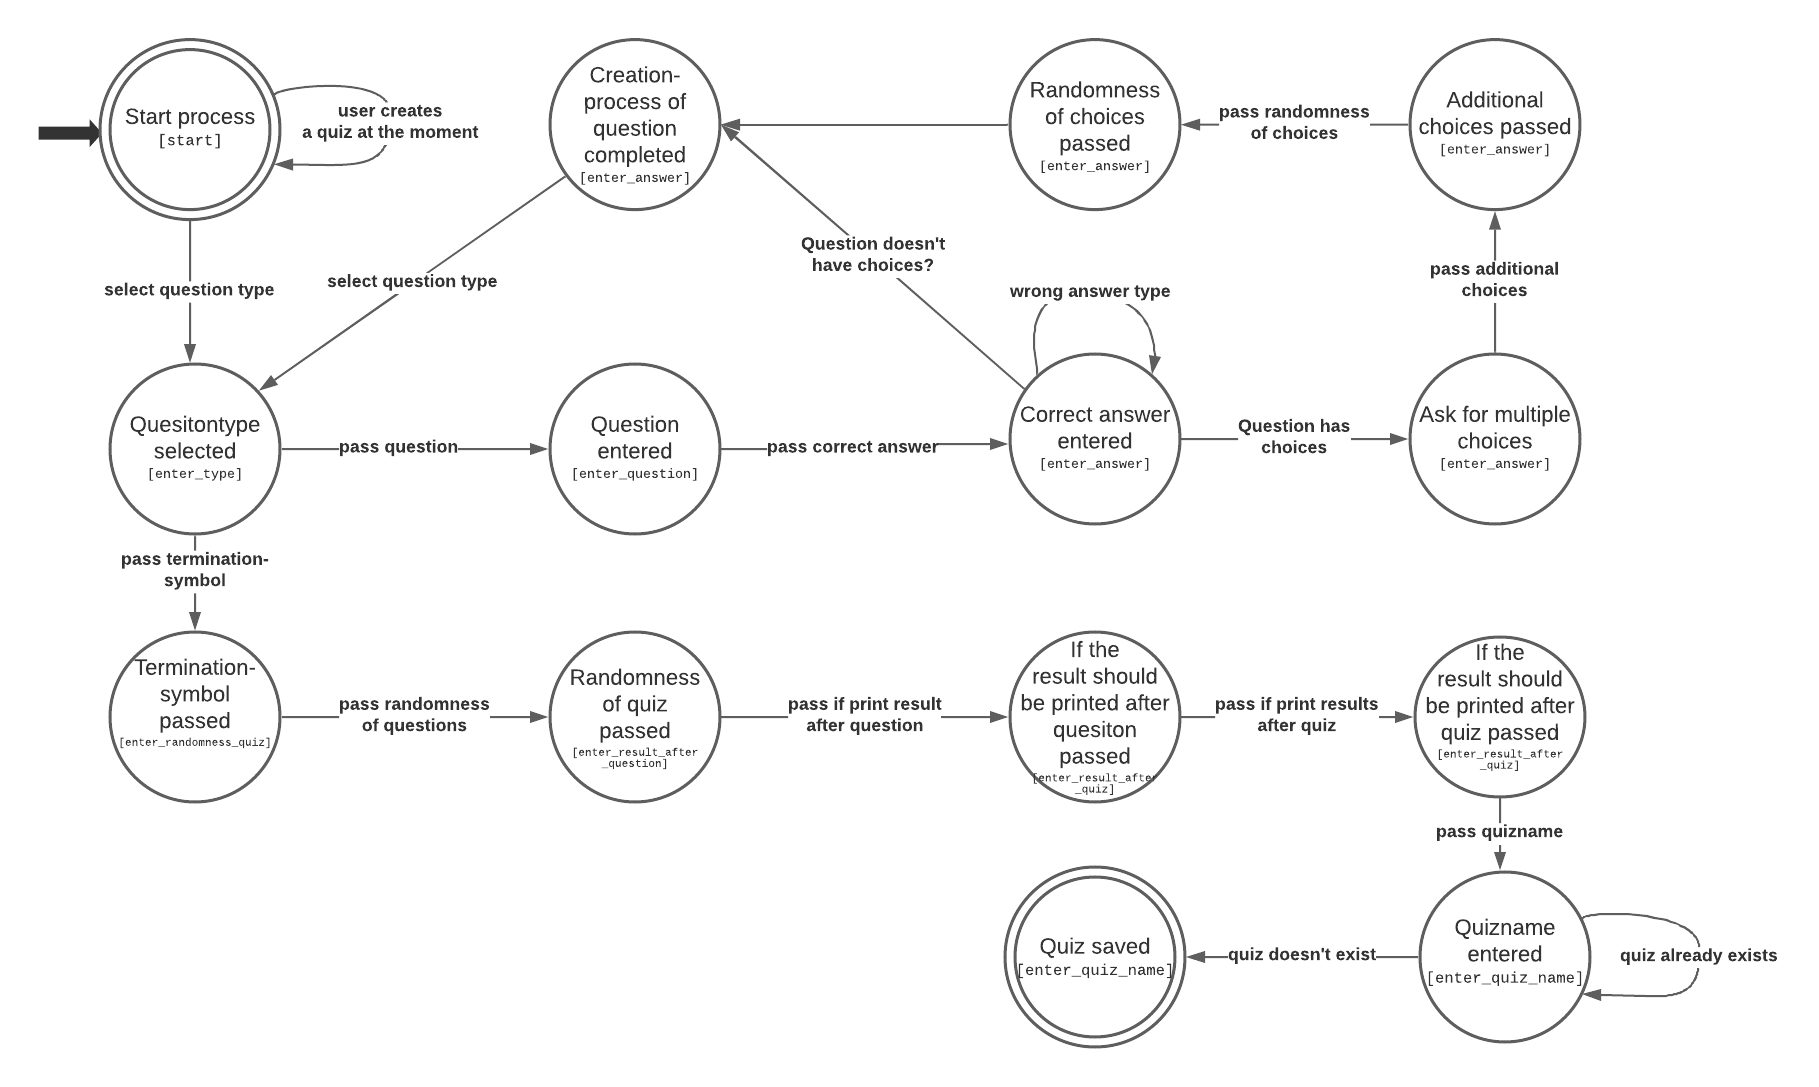 Start process
[start]
user creates
a quiz at the moment
Creation-
process of
question
completed
[enter_answer]
Randomness
of choices
passed
[enter_answer]
pass randomness
of choices
Additional
choices passed
[enter_answer]
select question type
select question type
Question doesn't
have choices?
wrong answer type
pass additional
choices
Quesitontype
selected
[enter_type]
pass question
Question
entered
[enter_question]
pass correct answer
Correct answer
entered
[enter_answer]
Question has
choices
Ask for multiple
choices
[enter_answer]
pass termination-
symbol
Termination-
symbol
passed
[enter_randomness_quiz]
pass randomness
of questions
Randomness
of quiz
passed
[enter_result_after
_question]
pass if print result
after question
If the
result should
be printed after
quesiton
passed
[enter_result_after
_quiz]
pass if print results
after quiz
If the
result should
be printed after
quiz passed
[enter_result_after
_quiz]
pass quizname
Quiz saved
[enter_quiz_name]
quiz doesn't exist
Quizname
entered
[enter_quiz_name]
quiz already exists